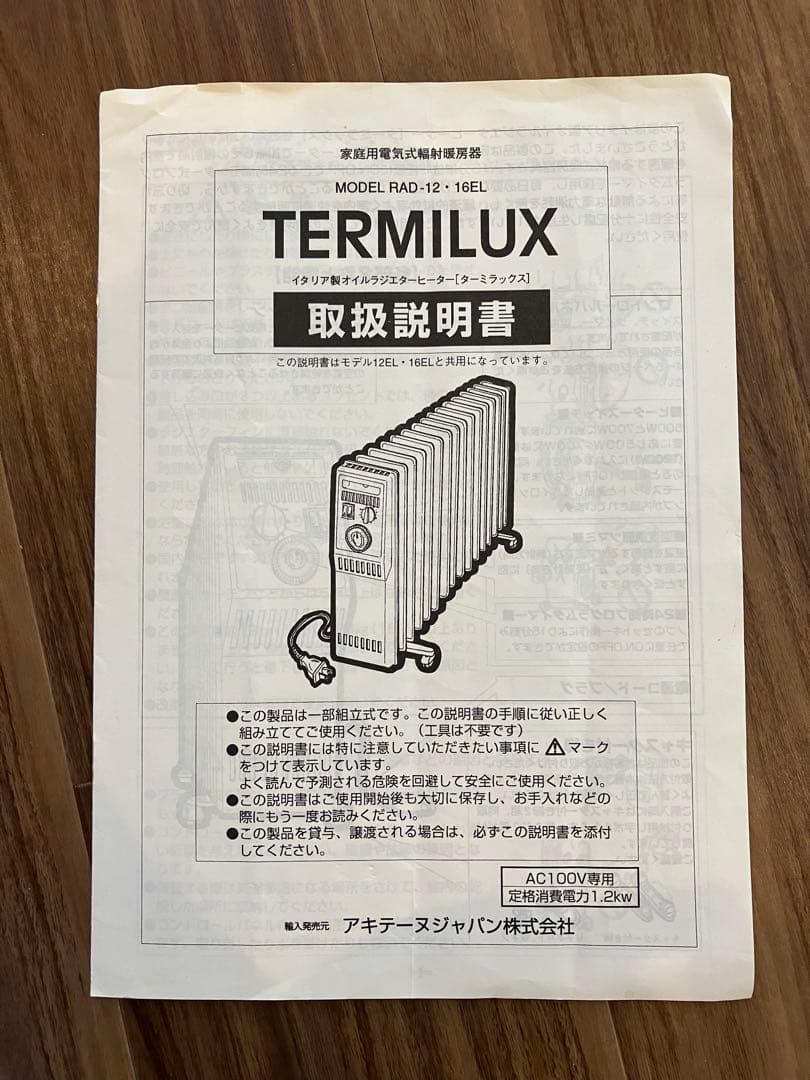 家庭用電気式輻射暖房器
MODEL RAD-12・16EL
TERMILUX
イタリア製オイルラジエターヒーター[ターミラックス]
取扱説明書
この説明書はモデル12EL・16ELと共用になっています。
●この製品は一部組立式です。この説明書の手順に従い正しく
組み立ててご使用ください。（工具は不要です）
●この説明書には特に注意していただきたい事項に⚠マーク
をつけて表示しています。
よく読んで予測される危険を回避して安全にご使用ください。
●この説明書はご使用開始後も大切に保存し、お手入れなどの
際にもう一度お読みください。
●この製品を貸与、譲渡される場合は、必ずこの説明書を添付
してください。
AC100V専用
定格消費電力1.2kw
輸入発売元 アキテーヌジャパン株式会社